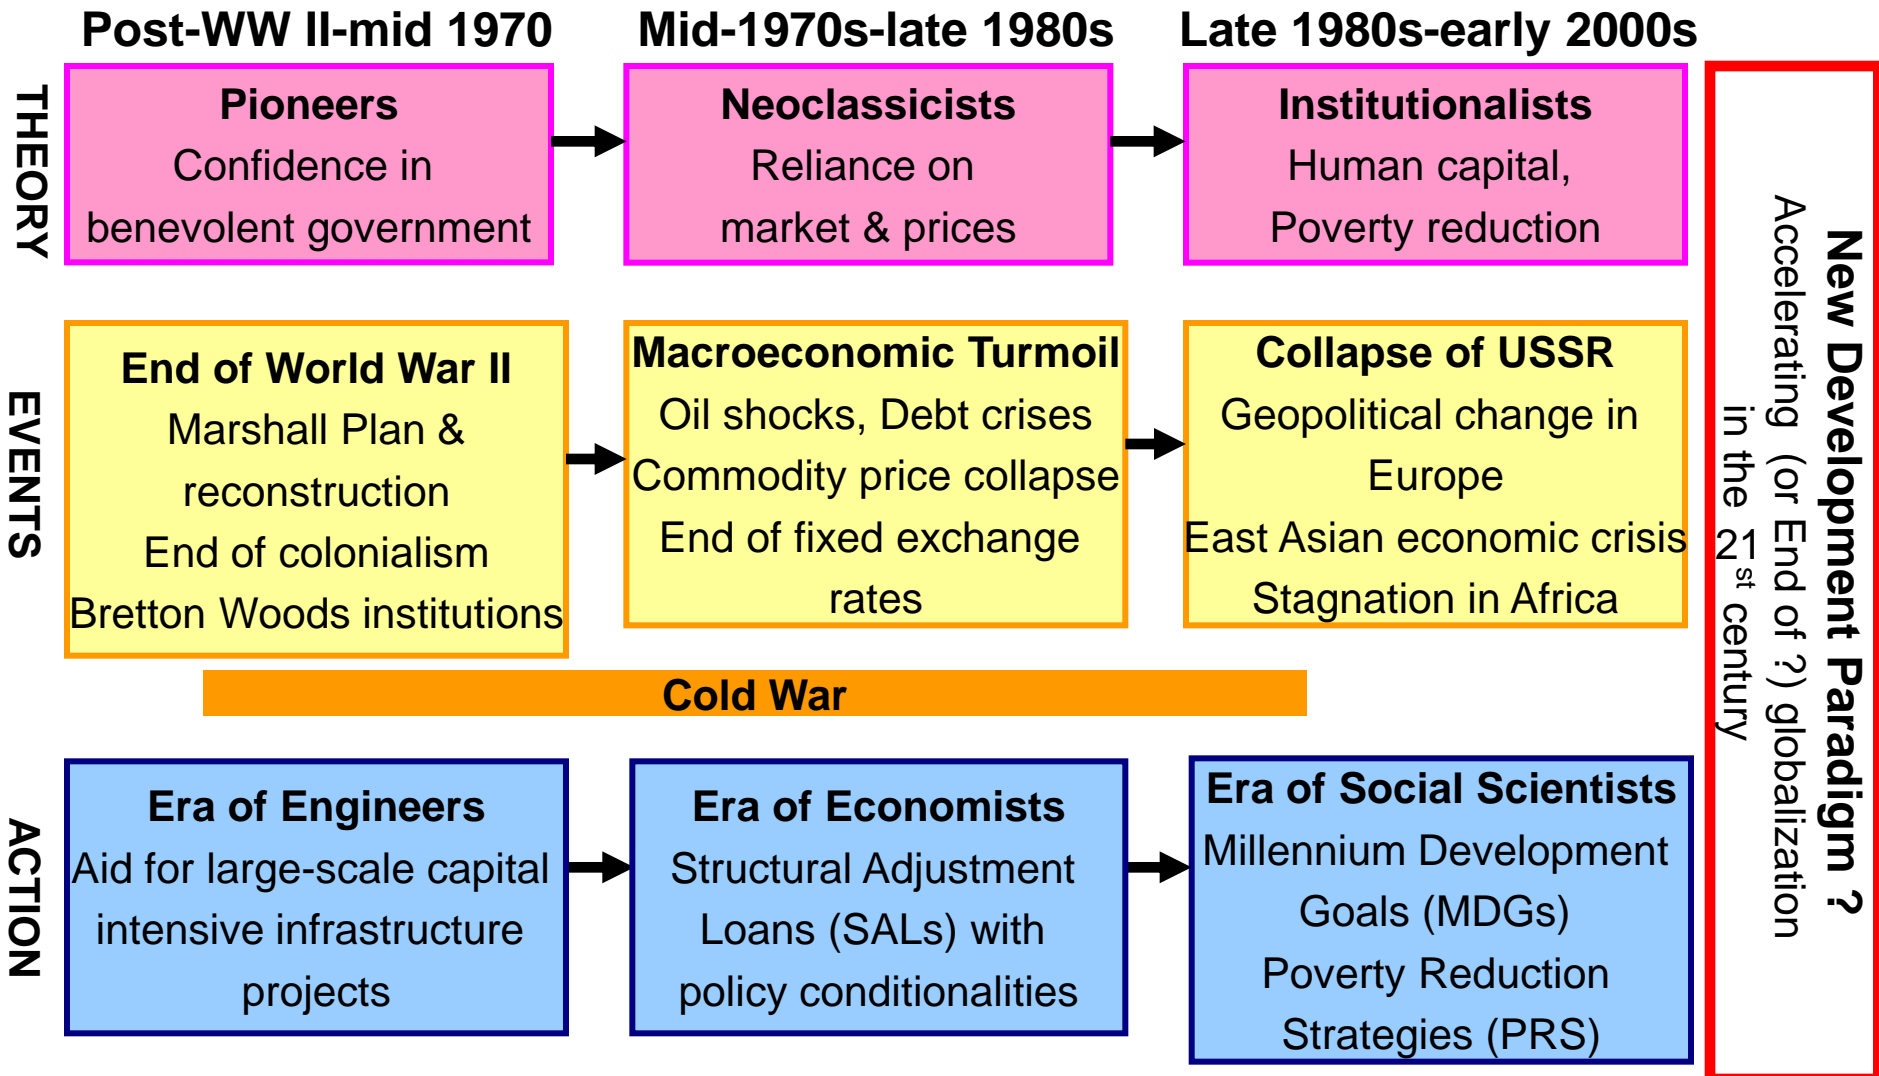 Post-WW II-mid 1970
Mid-1970s-late 1980s
Late 1980s-early 2000s
THEORY
Pioneers
Confidence in
benevolent government
Neoclassicists
Reliance on
market & prices
Institutionalists
Human capital,
Poverty reduction
EVENTS
End of World War II
Marshall Plan &
reconstruction
End of colonialism
Bretton Woods institutions
Macroeconomic Turmoil
Oil shocks, Debt crises
Commodity price collapse
End of fixed exchange
rates
Collapse of USSR
Geopolitical change in
Europe
East Asian economic crisis
Stagnation in Africa
Cold War
ACTION
Era of Engineers
Aid for large-scale capital
intensive infrastructure
projects
Era of Economists
Structural Adjustment
Loans (SALs) with
policy conditionalities
Era of Social Scientists
Millennium Development
Goals (MDGs)
Poverty Reduction
Strategies (PRS)
New Development Paradigm ?
Accelerating (or End of ?) globalization
in the 21st century